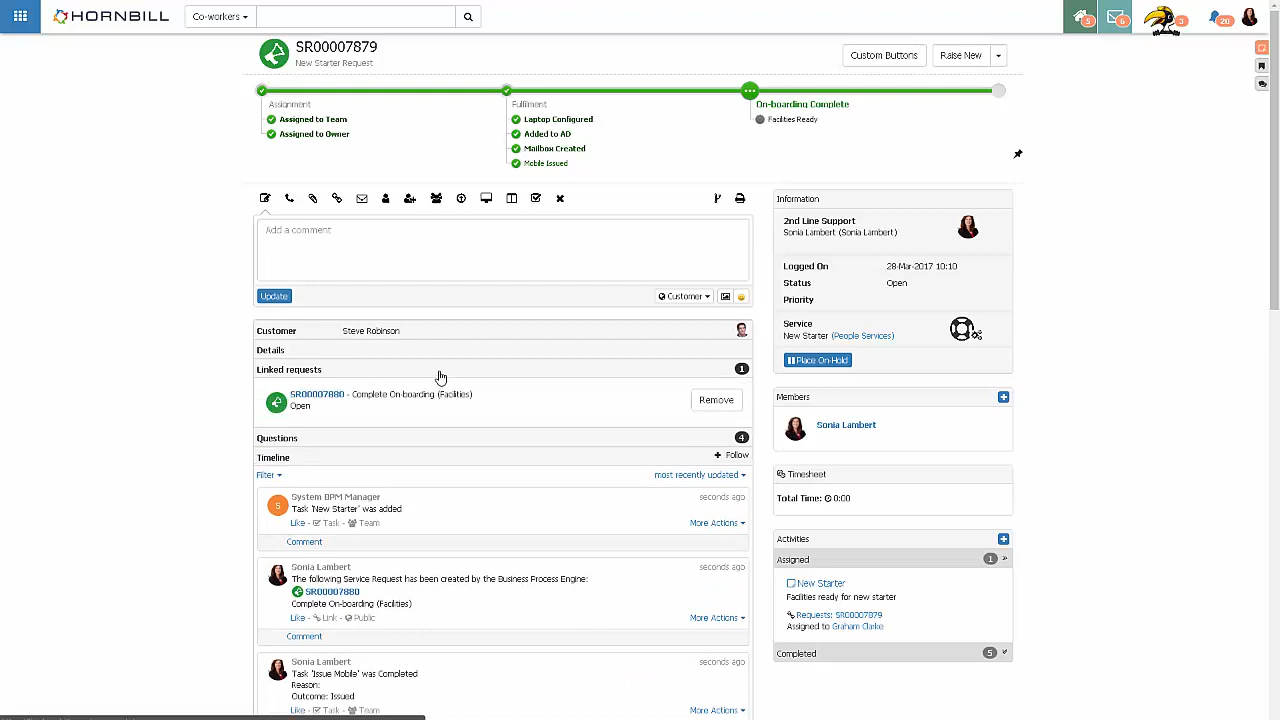 HORNBILL
Co-workers
5
6
3
20
SR00007879
New Starter Request
Custom Buttons
Raise New
Assignment
Assigned to Team
Assigned to Owner
Fulfilment
Laptop Configured
Added to AD
Mailbox Created
Mobile Issued
On-boarding Complete
Facilities Ready
Add a comment
Update
Customer
Customer Steve Robinson
Details
Linked requests 1
SR00007880 - Complete On-boarding (Facilities)
Open
Remove
Questions 4
Timeline
+ Follow
Filter
most recently updated
S
System BPM Manager seconds ago
Task 'New Starter' was added
Like - Task - Team More Actions
Comment
Sonia Lambert seconds ago
The following Service Request has been created by the Business Process Engine:
SR00007880
Complete On-boarding (Facilities)
Like - Link - Public More Actions
Comment
Sonia Lambert seconds ago
Task 'Issue Mobile' was Completed
Reason:
Outcome: Issued
Like - Task - Team More Actions
Information
2nd Line Support
Sonia Lambert (Sonia Lambert)
Logged On 28-Mar-2017 10:10
Status Open
Priority
Service
New Starter (People Services)
Place On-Hold
Members
Sonia Lambert
Timesheet
Total Time: 0:00
Activities
Assigned 1
New Starter
Facilities ready for new starter
Requests: SR00007879
Assigned to Graham Clarke
Completed 5